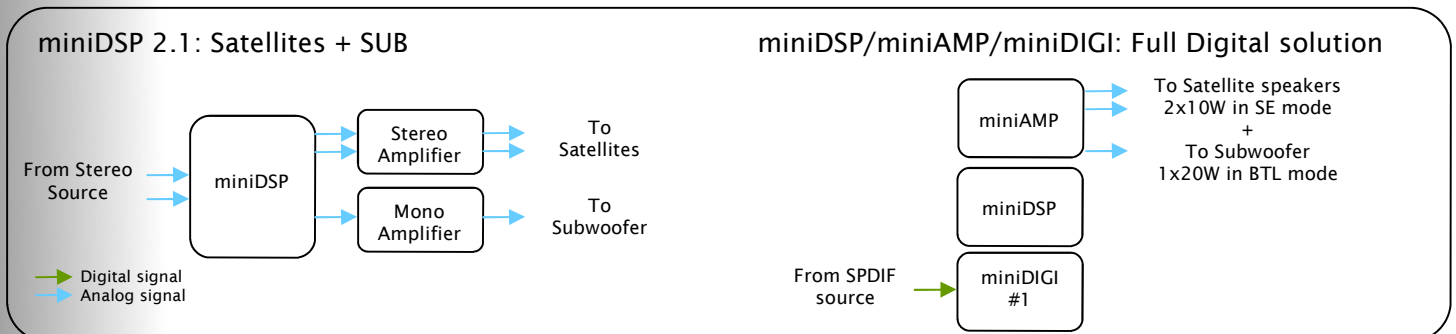 miniDSP 2.1: Satellites + SUB
From Stereo
Source
miniDSP
Stereo
Amplifier
To
Satellites
Mono
Amplifier
To
Subwoofer
Digital signal
Analog signal
miniDSP/miniAMP/miniDIGI: Full Digital solution
miniAMP
To Satellite speakers
2x10W in SE mode
+
To Subwoofer
1x20W in BTL mode
miniDSP
From SPDIF
source
miniDIGI
#1